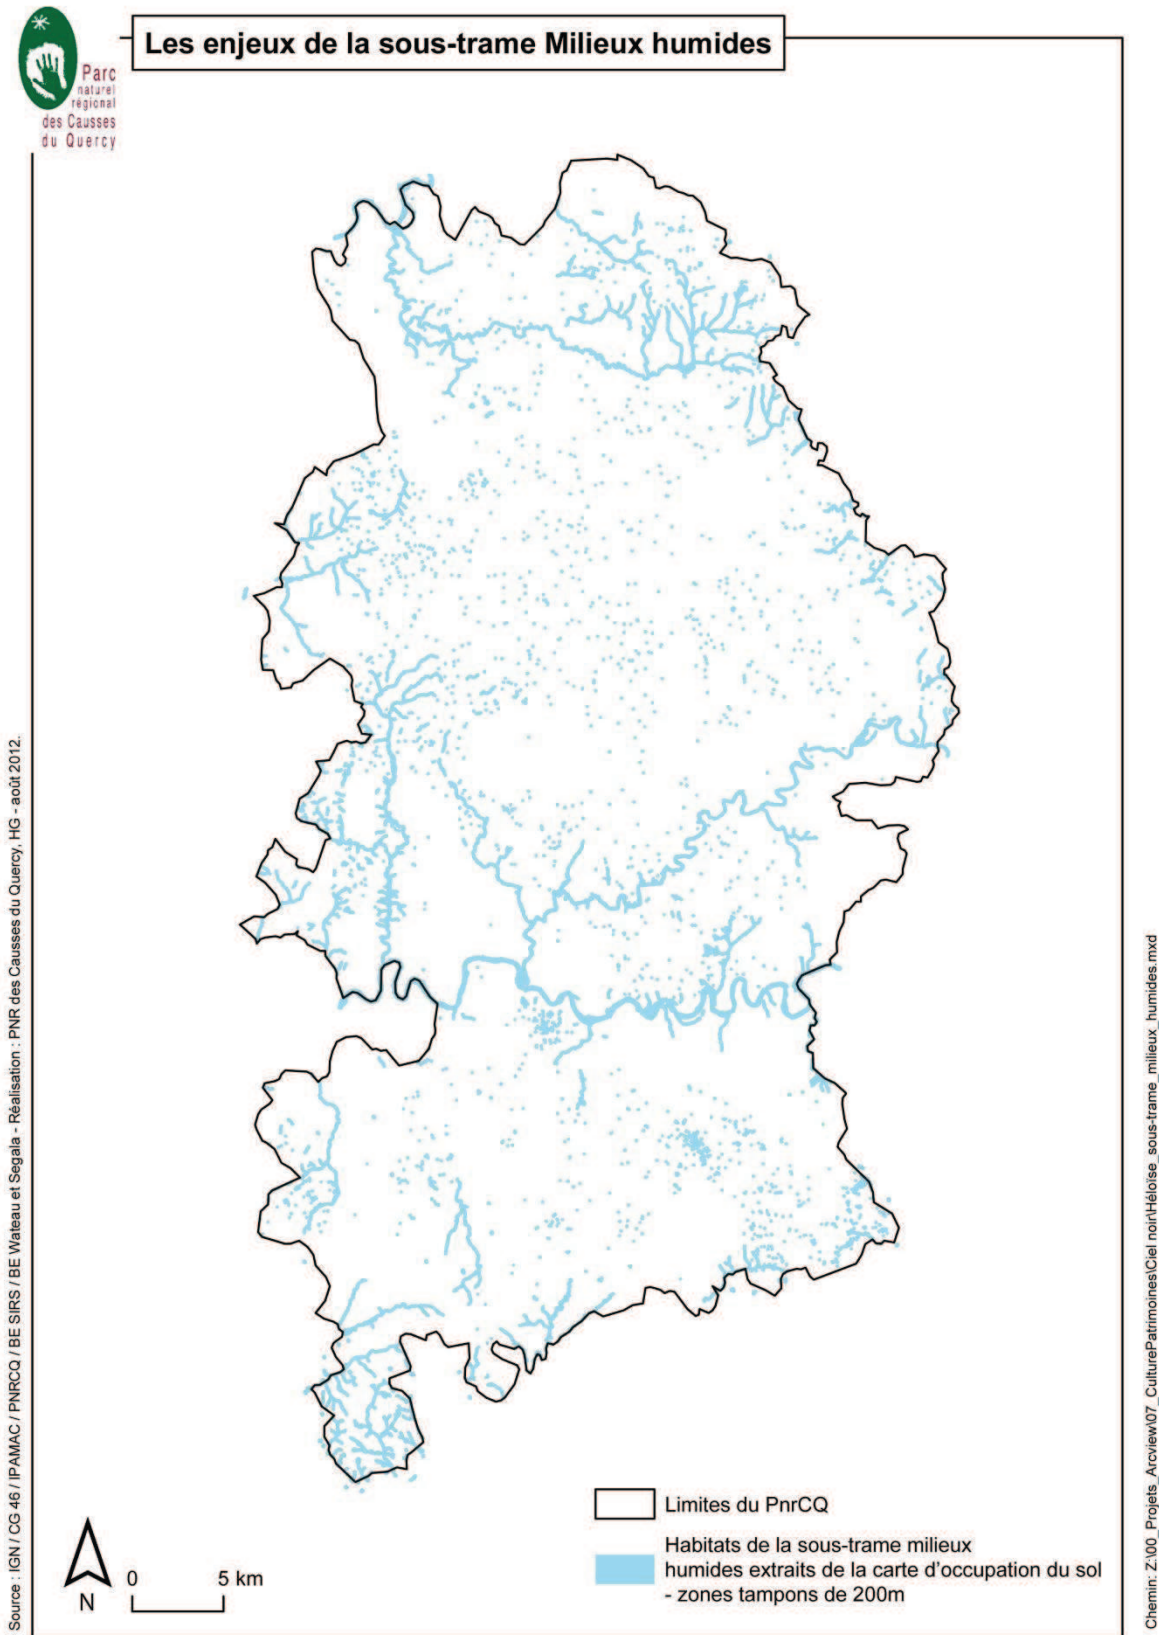 Les enjeux de la sous-trame Milieux humides
Parc
naturel
régional
des Causses
du Quercy
Source : IGN / CG 46 / IPAMAC / PNRCQ / BE SIRS / BE Wateau et Segala - Réalisation : PNR des Causses du Quercy, HG - août 2012.
Limites du PnrCQ
Habitats de la sous-trame milieux
humides extraits de la carte d'occupation du sol
- zones tampons de 200m
N
0 5 km
Chemin: Z:\00_Projets_Arcview\07_CulturePatrimoines\Ciel noir\Héloïse_sous-trame_milieux_humides.mxd